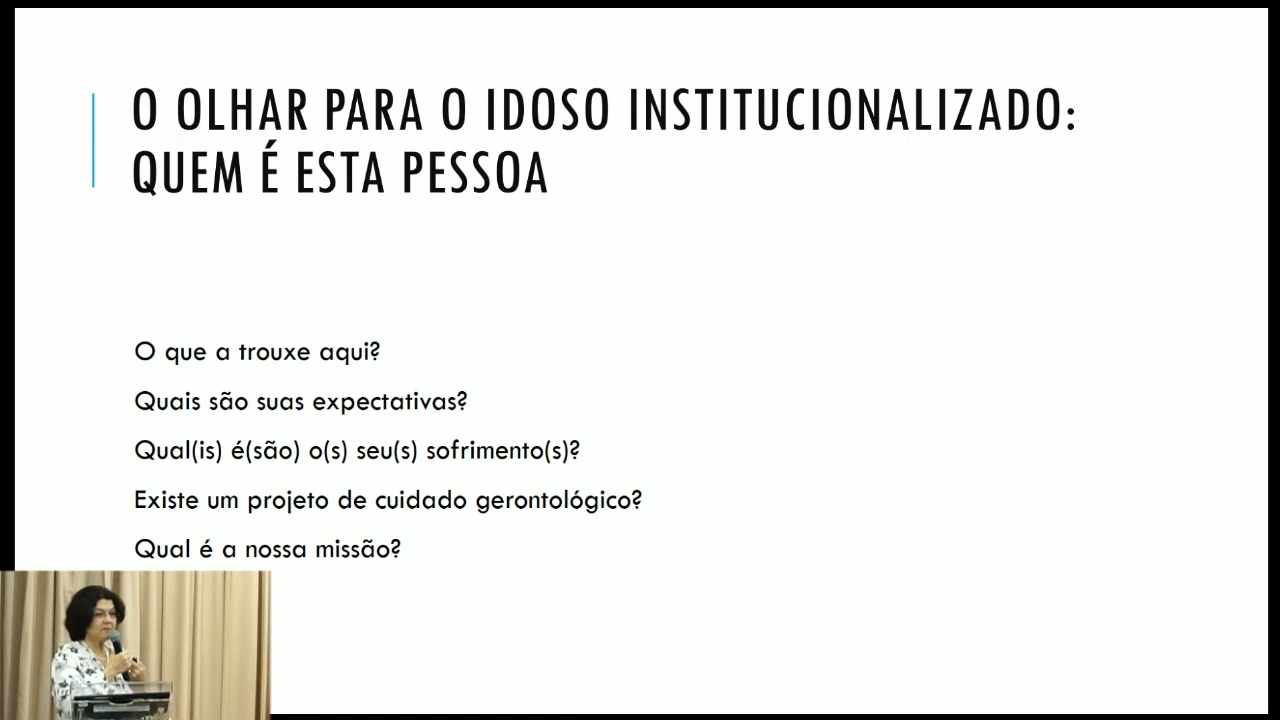 O OLHAR PARA O IDOSO INSTITUCIONALIZADO:
QUEM É ESTA PESSOA
O que a trouxe aqui?
Quais são suas expectativas?
Qual(is) é(são) o(s) seu(s) sofrimento(s)?
Existe um projeto de cuidado gerontológico?
Qual é a nossa missão?